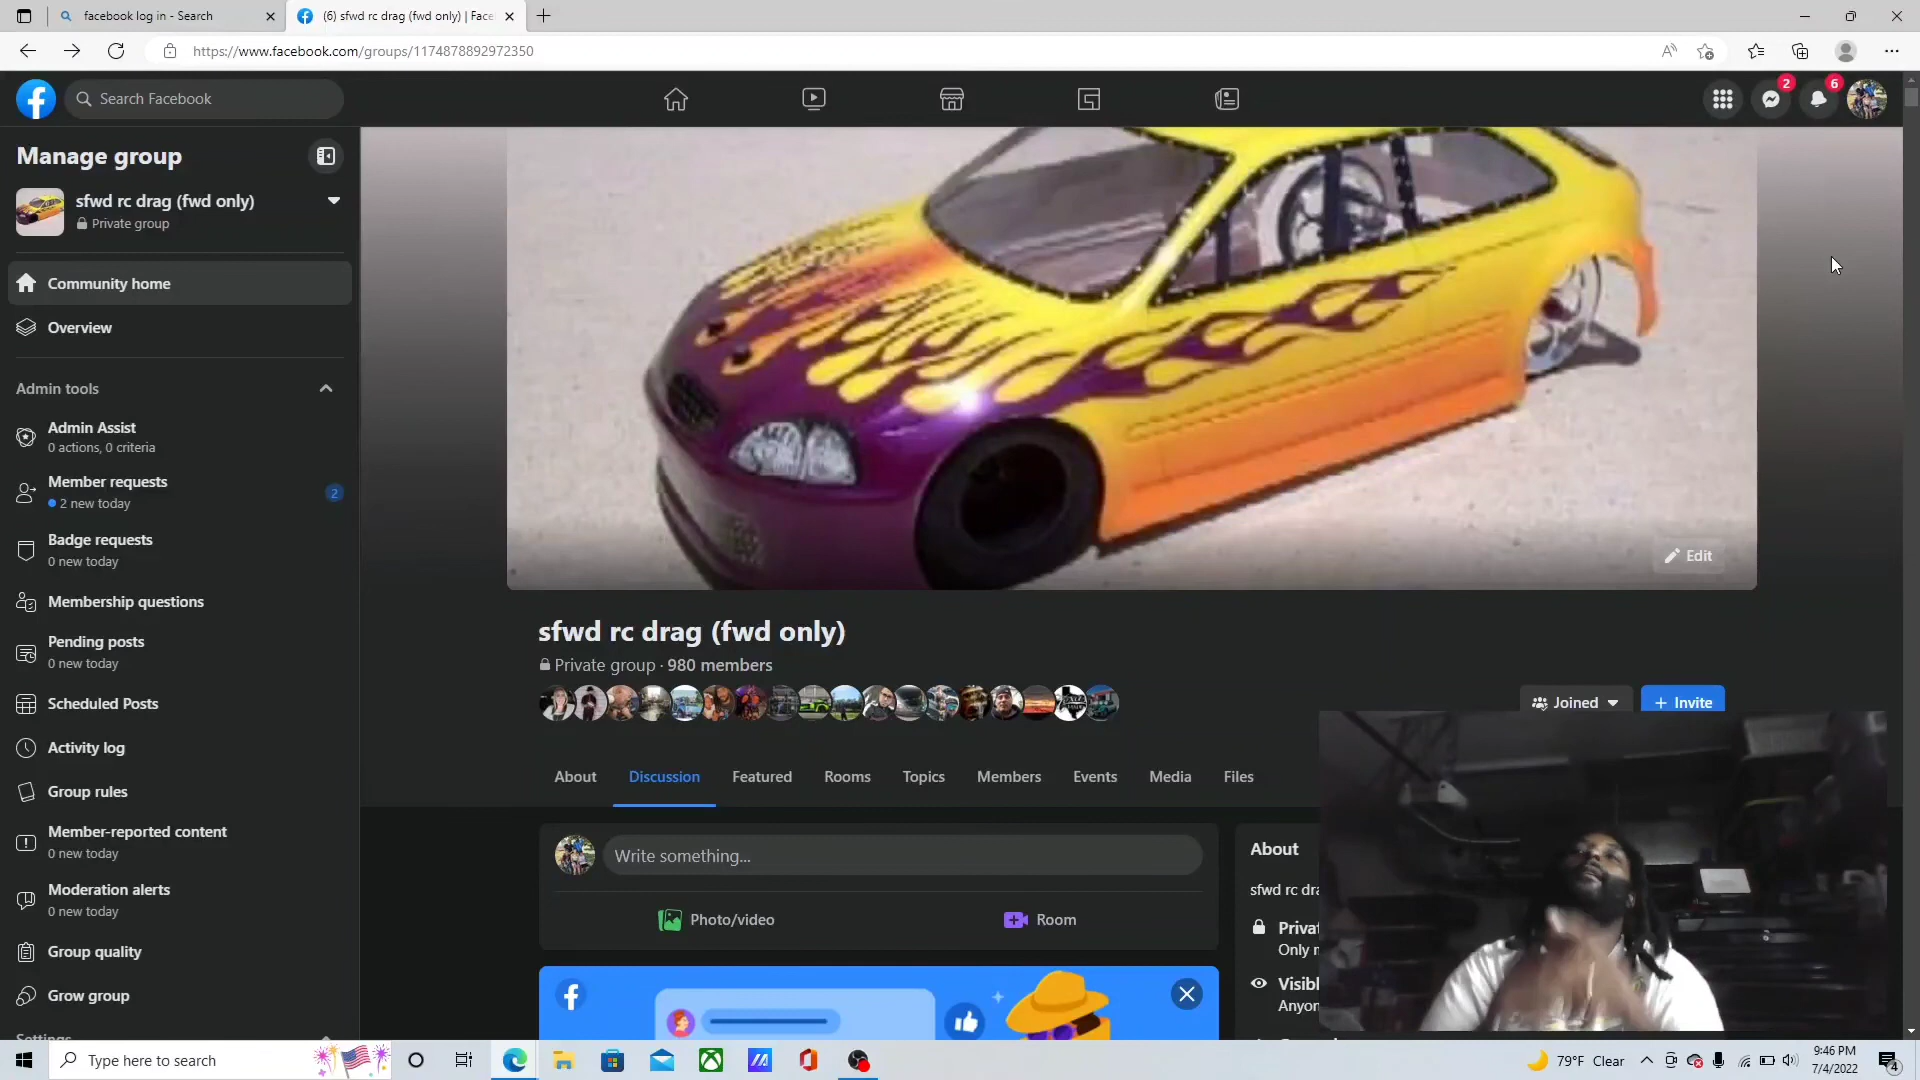 facebook log in - Search
(6) sfwd rc drag (fwd only) | Face
https://www.facebook.com/groups/1174878892972350
Search Facebook
2
6
Manage group
sfwd rc drag (fwd only)
Private group
Community home
Overview
Admin tools
Admin Assist
0 actions, 0 criteria
Member requests
2 new today
2
Badge requests
0 new today
Membership questions
Pending posts
0 new today
Scheduled Posts
Activity log
Group rules
Member-reported content
0 new today
Moderation alerts
0 new today
Group quality
Grow group
Settings
Edit
sfwd rc drag (fwd only)
Private group · 980 members
Joined
+ Invite
About
Discussion
Featured
Rooms
Topics
Members
Events
Media
Files
Write something...
Photo/video
Room
About
sfwd rc dra
Privat
Only m
Visibl
Anyon
Type here to search
79°F Clear
9:46 PM
7/4/2022
4